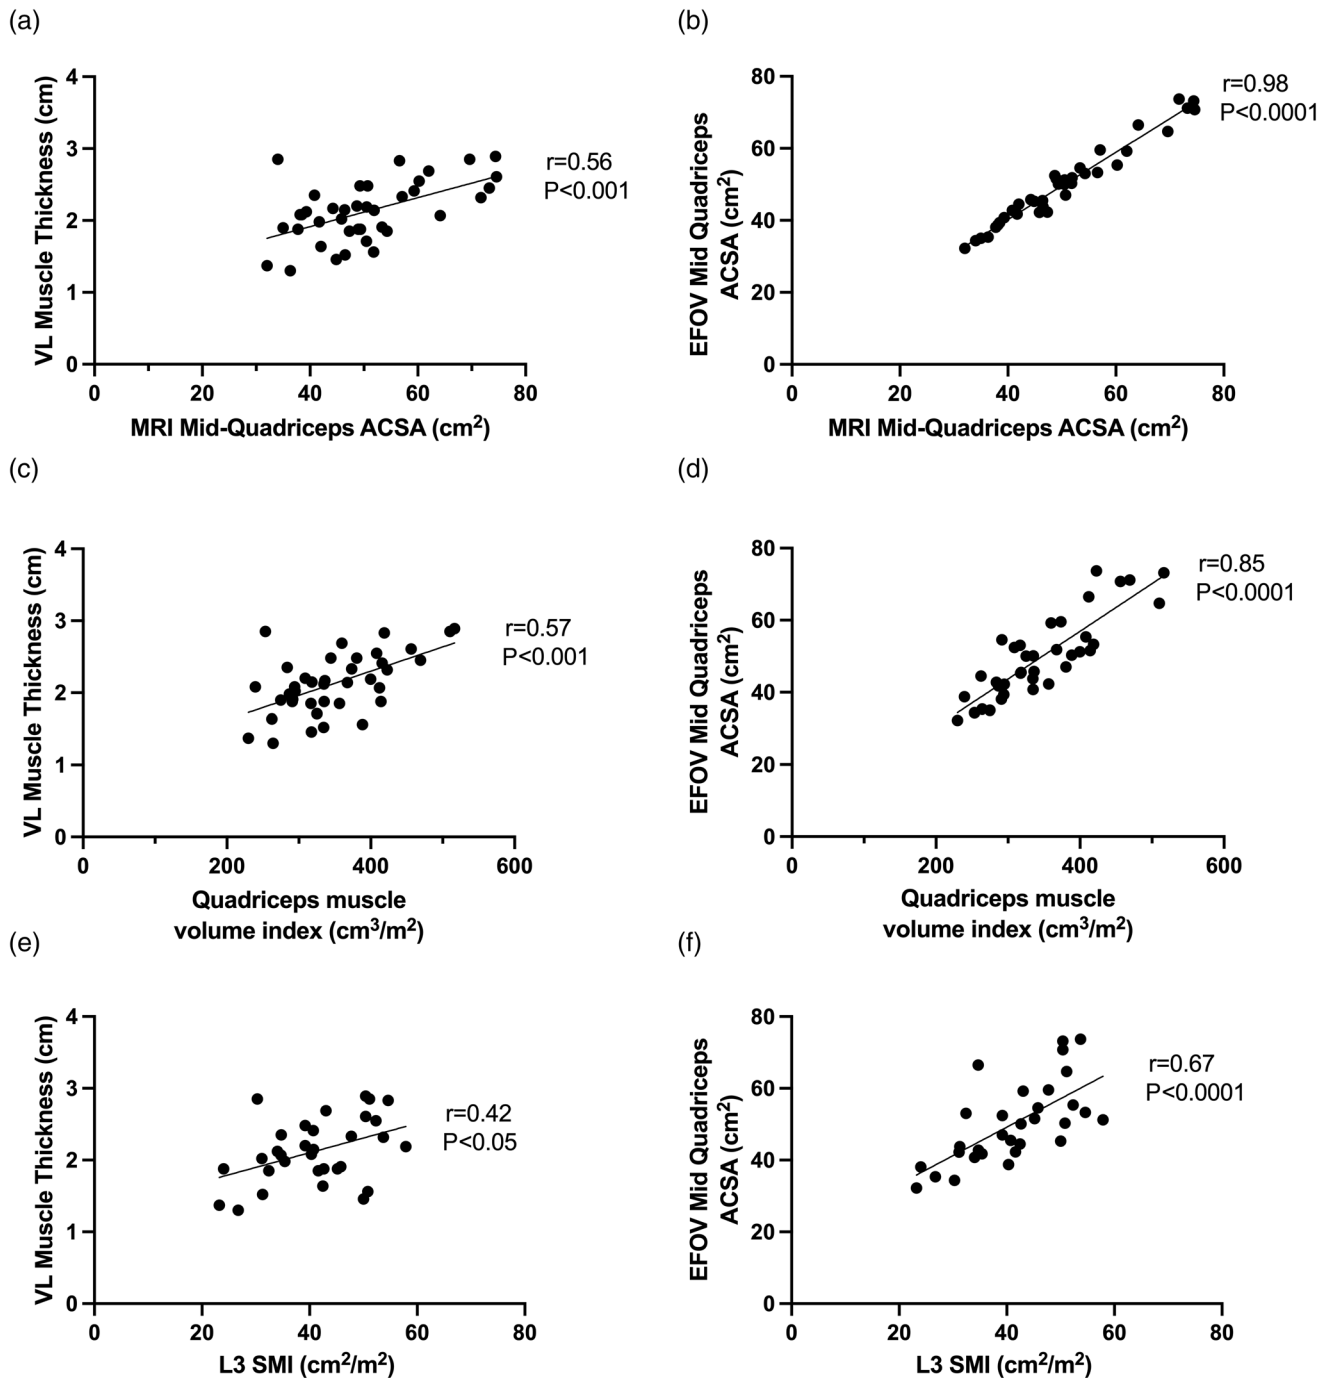 (a)
VL Muscle Thickness (cm)
4
3
2
1
0
0 20 40 60 80
MRI Mid-Quadriceps ACSA (cm²)
r=0.56
P<0.001
(b)
EFOV Mid Quadriceps
ACSA (cm²)
80
60
40
20
0
0 20 40 60 80
MRI Mid-Quadriceps ACSA (cm²)
r=0.98
P<0.0001
(c)
VL Muscle Thickness (cm)
4
3
2
1
0
0 200 400 600
Quadriceps muscle
volume index (cm³/m²)
r=0.57
P<0.001
(d)
EFOV Mid Quadriceps
ACSA (cm²)
80
60
40
20
0
0 200 400 600
Quadriceps muscle
volume index (cm³/m²)
r=0.85
P<0.0001
(e)
VL Muscle Thickness (cm)
4
3
2
1
0
0 20 40 60 80
L3 SMI (cm²/m²)
r=0.42
P<0.05
(f)
EFOV Mid Quadriceps
ACSA (cm²)
80
60
40
20
0
0 20 40 60 80
L3 SMI (cm²/m²)
r=0.67
P<0.0001